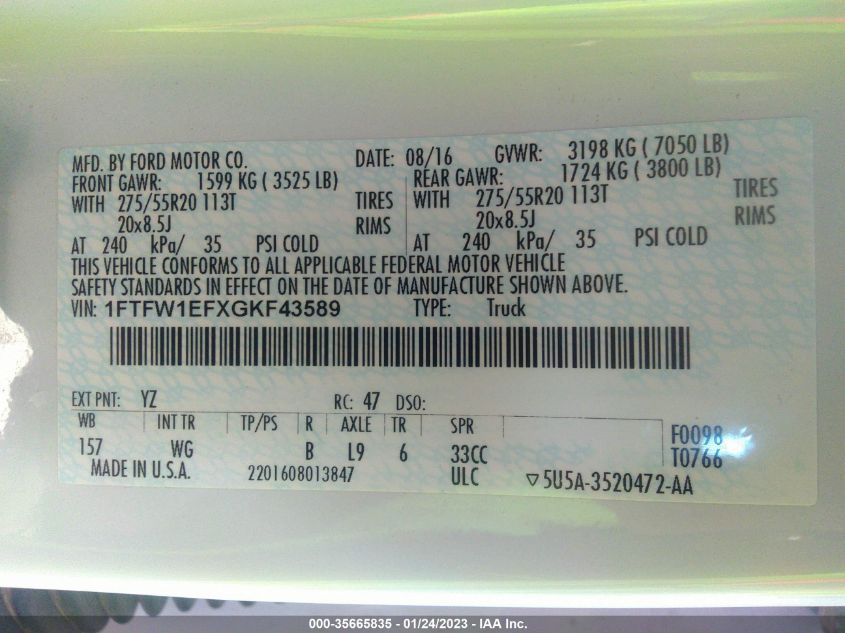 MFD. BY FORD MOTOR CO. DATE: 08/16 GVWR: 3198 KG ( 7050 LB)
FRONT GAWR: 1599 KG ( 3525 LB) REAR GAWR: 1724 KG ( 3800 LB)
WITH 275/55R20 113T TIRES WITH 275/55R20 113T TIRES
20x8.5J RIMS 20x8.5J RIMS
AT 240 kPa/ 35 PSI COLD AT 240 kPa/ 35 PSI COLD
THIS VEHICLE CONFORMS TO ALL APPLICABLE FEDERAL MOTOR VEHICLE
SAFETY STANDARDS IN EFFECT ON THE DATE OF MANUFACTURE SHOWN ABOVE.
VIN: 1FTFW1EFXGKF43589 TYPE: Truck
EXT PNT: YZ RC: 47 DSO:
WB INT TR TP/PS R AXLE TR SPR
157 WG B L9 6 33CC F0098
T0766
MADE IN U.S.A. 2201608013847 ULC ▽5U5A-3520472-AA
000-35665835 - 01/24/2023 - IAA Inc.